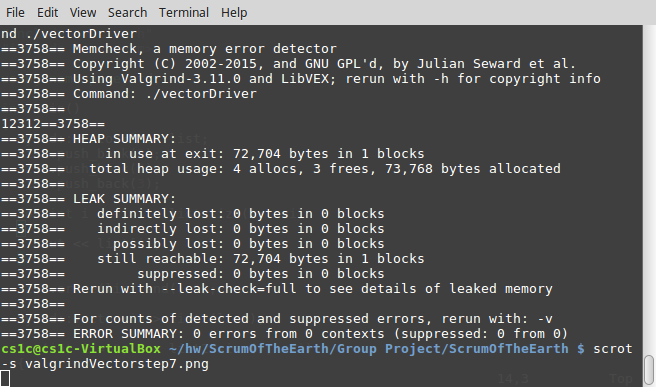 File Edit View Search Terminal Help
nd ./vectorDriver
==3758== Memcheck, a memory error detector
==3758== Copyright (C) 2002-2015, and GNU GPL'd, by Julian Seward et al.
==3758== Using Valgrind-3.11.0 and LibVEX; rerun with -h for copyright info
==3758== Command: ./vectorDriver
==3758==
12312==3758==
==3758== HEAP SUMMARY:
==3758==     in use at exit: 72,704 bytes in 1 blocks
==3758==   total heap usage: 4 allocs, 3 frees, 73,768 bytes allocated
==3758==
==3758== LEAK SUMMARY:
==3758==    definitely lost: 0 bytes in 0 blocks
==3758==    indirectly lost: 0 bytes in 0 blocks
==3758==      possibly lost: 0 bytes in 0 blocks
==3758==    still reachable: 72,704 bytes in 1 blocks
==3758==         suppressed: 0 bytes in 0 blocks
==3758== Rerun with --leak-check=full to see details of leaked memory
==3758==
==3758== For counts of detected and suppressed errors, rerun with: -v
==3758== ERROR SUMMARY: 0 errors from 0 contexts (suppressed: 0 from 0)
cs1c@cs1c-VirtualBox ~/hw/ScrumOfTheEarth/Group Project/ScrumOfTheEarth $ scrot
-s valgrindVectorstep7.png